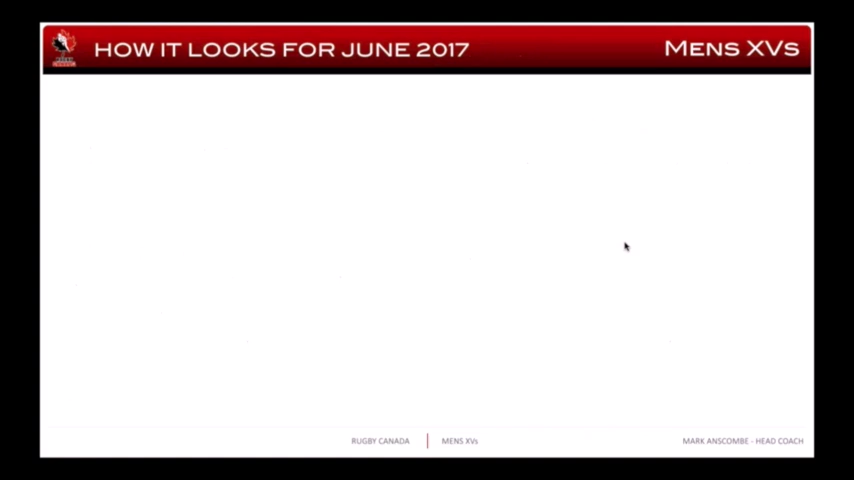 HOW IT LOOKS FOR JUNE 2017
MENS XVs
RUGBY CANADA
MENS XVs
MARK ANSCOMBE - HEAD COACH